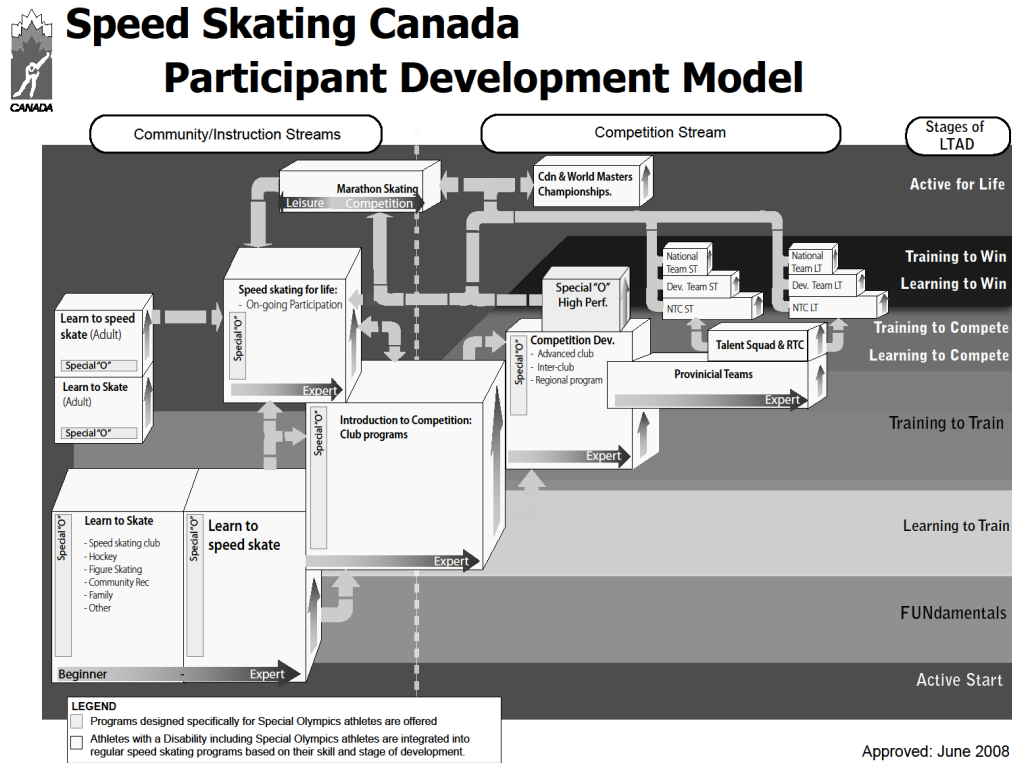 Speed Skating Canada
Participant Development Model
CANADA
Community/Instruction Streams
Competition Stream
Stages of
LTAD
Marathon Skating
Leisure Competition
Cdn & World Masters
Championships.
Active for Life
Training to Win
Learning to Win
Training to Compete
Learning to Compete
Training to Train
Learning to Train
FUNdamentals
Active Start
National
Team ST
Dev. Team ST
NTC ST
National
Team LT
Dev. Team LT
NTC LT
Talent Squad & RTC
Provinicial Teams
Expert
Special "O"
High Perf.
Competition Dev.
- Advanced club
- Inter-club
- Regional program
Special "O"
Expert
Speed skating for life:
- On-going Participation
Special "O"
Expert
Learn to speed
skate (Adult)
Special "O"
Learn to Skate
(Adult)
Special "O"
Introduction to Competition:
Club programs
Special "O"
Expert
Learn to Skate
- Speed skating club
- Hockey
- Figure Skating
- Community Rec
- Family
- Other
Special "O"
Learn to
speed skate
Special "O"
Beginner - Expert
LEGEND
Programs designed specifically for Special Olympics athletes are offered
Athletes with a Disability including Special Olympics athletes are integrated into
regular speed skating programs based on their skill and stage of development.
Approved: June 2008